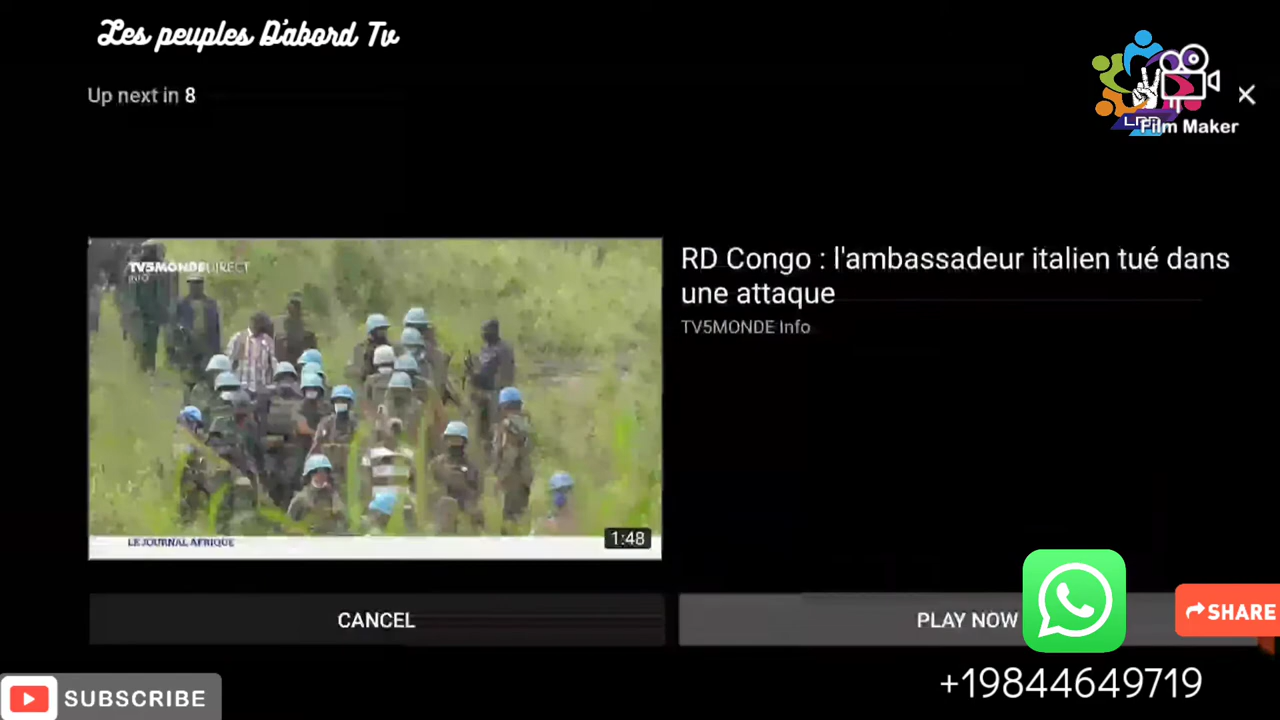 Les peuples D'abord Tv
Up next in 8
Film Maker
TV5MONDE DIRECT
info
RD Congo : l'ambassadeur italien tué dans
une attaque
TV5MONDE Info
LE JOURNAL AFRIQUE
1:48
CANCEL
PLAY NOW
SHARE
SUBSCRIBE
+19844649719